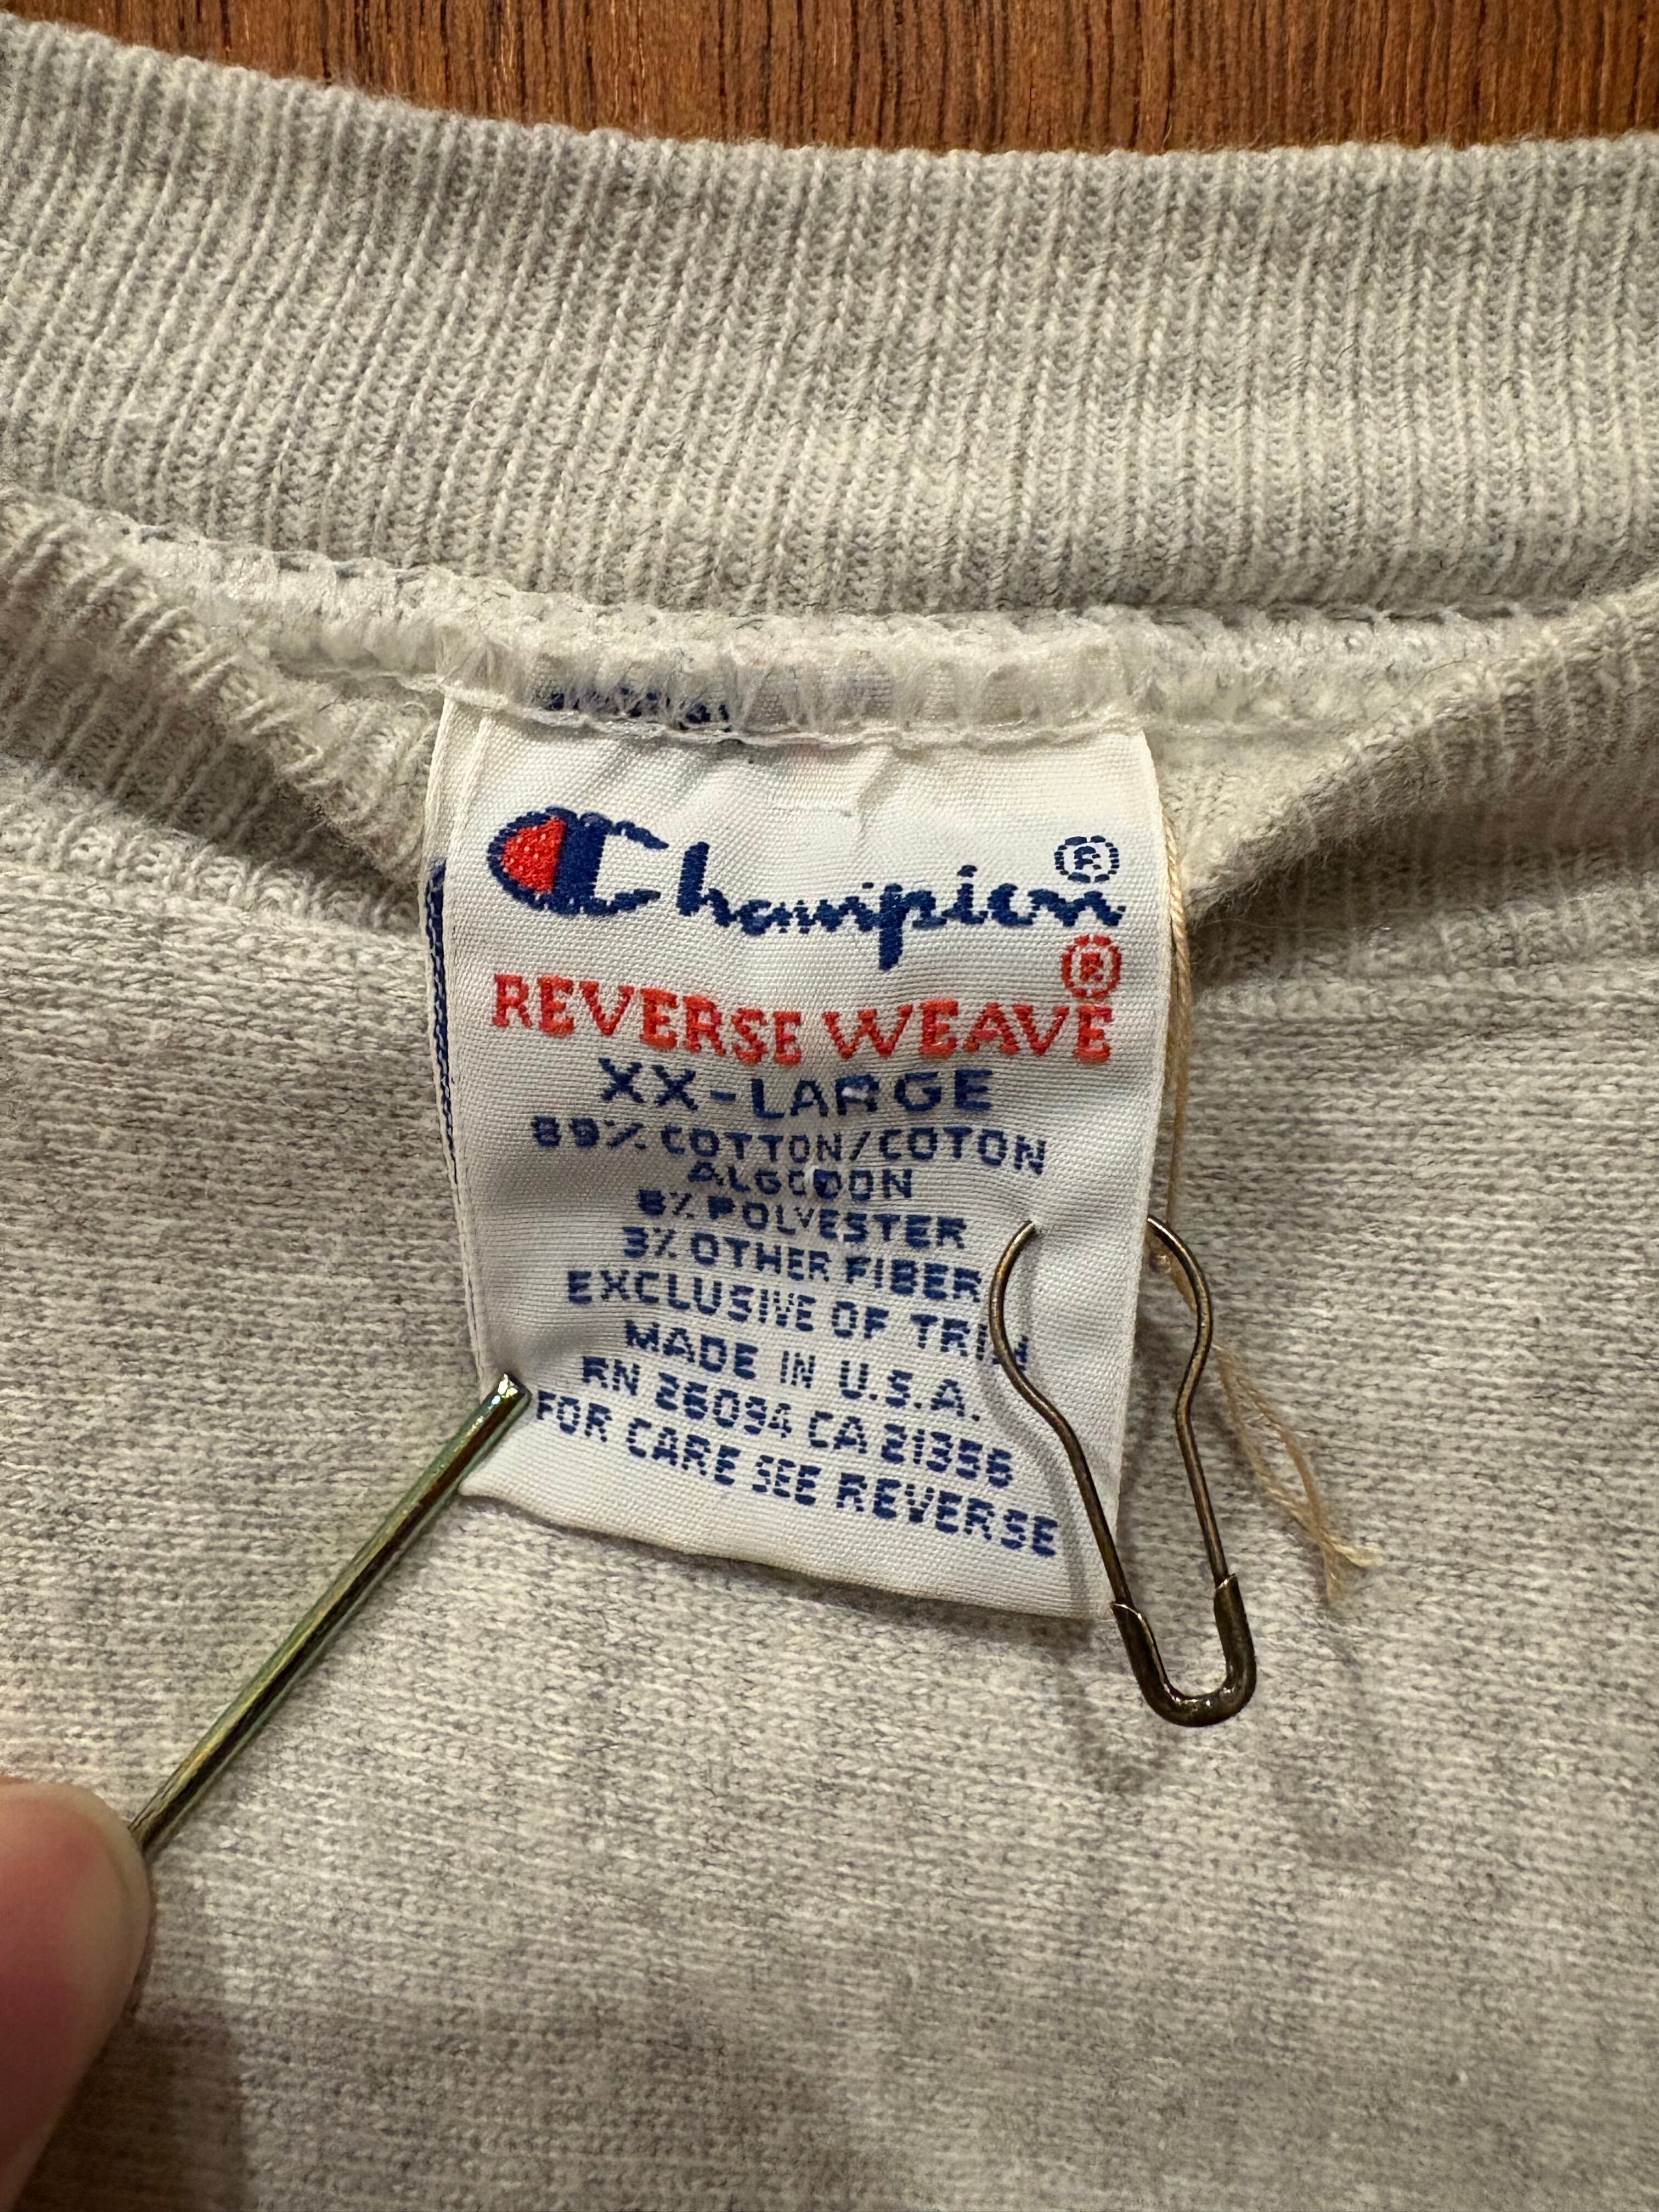 Champion®
REVERSE WEAVE®
XX-LARGE
89% COTTON/COTON
ALGODON
8% POLYESTER
3% OTHER FIBER
EXCLUSIVE OF TRIM
MADE IN U.S.A.
RN 26094 CA 21356
FOR CARE SEE REVERSE